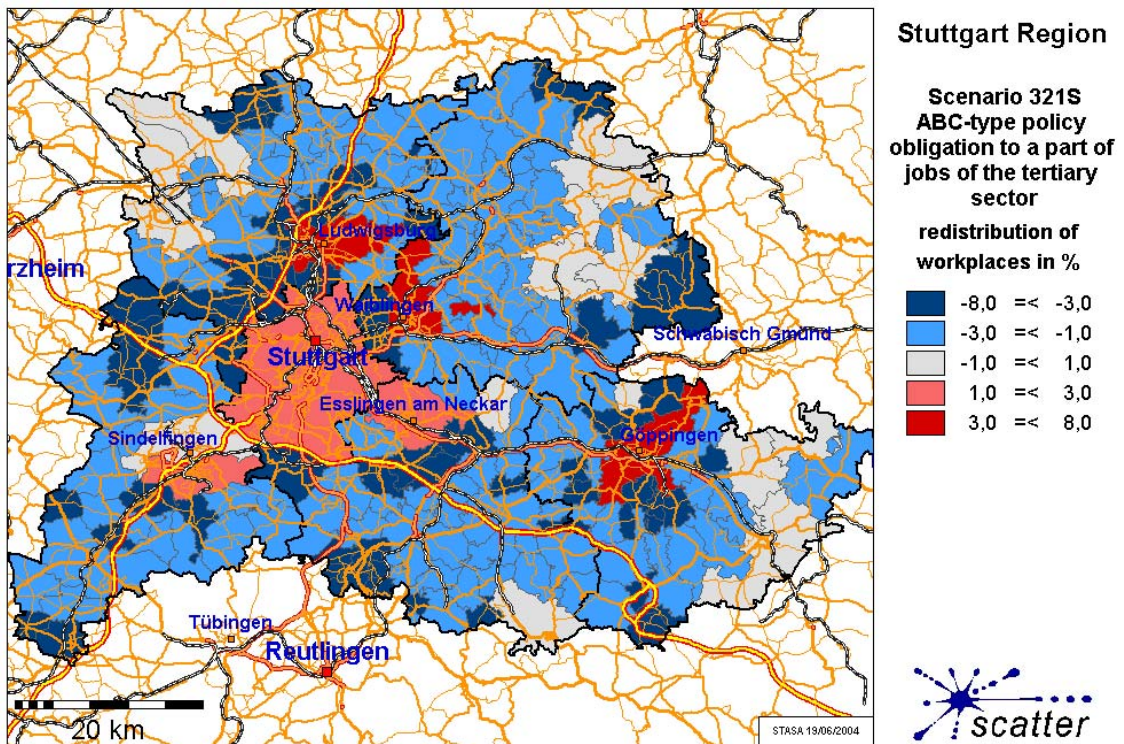 Stuttgart Region
Scenario 321S
ABC-type policy
obligation to a part of
jobs of the tertiary
sector
redistribution of
workplaces in %
-8,0 =< -3,0
-3,0 =< -1,0
-1,0 =< 1,0
1,0 =< 3,0
3,0 =< 8,0
Ludwigsburg
rzheim
Waiblingen
Schwäbisch Gmünd
Stuttgart
Esslingen am Neckar
Sindelfingen
Göppingen
Tübingen
Reutlingen
20 km
STASA 19/06/2004
scatter